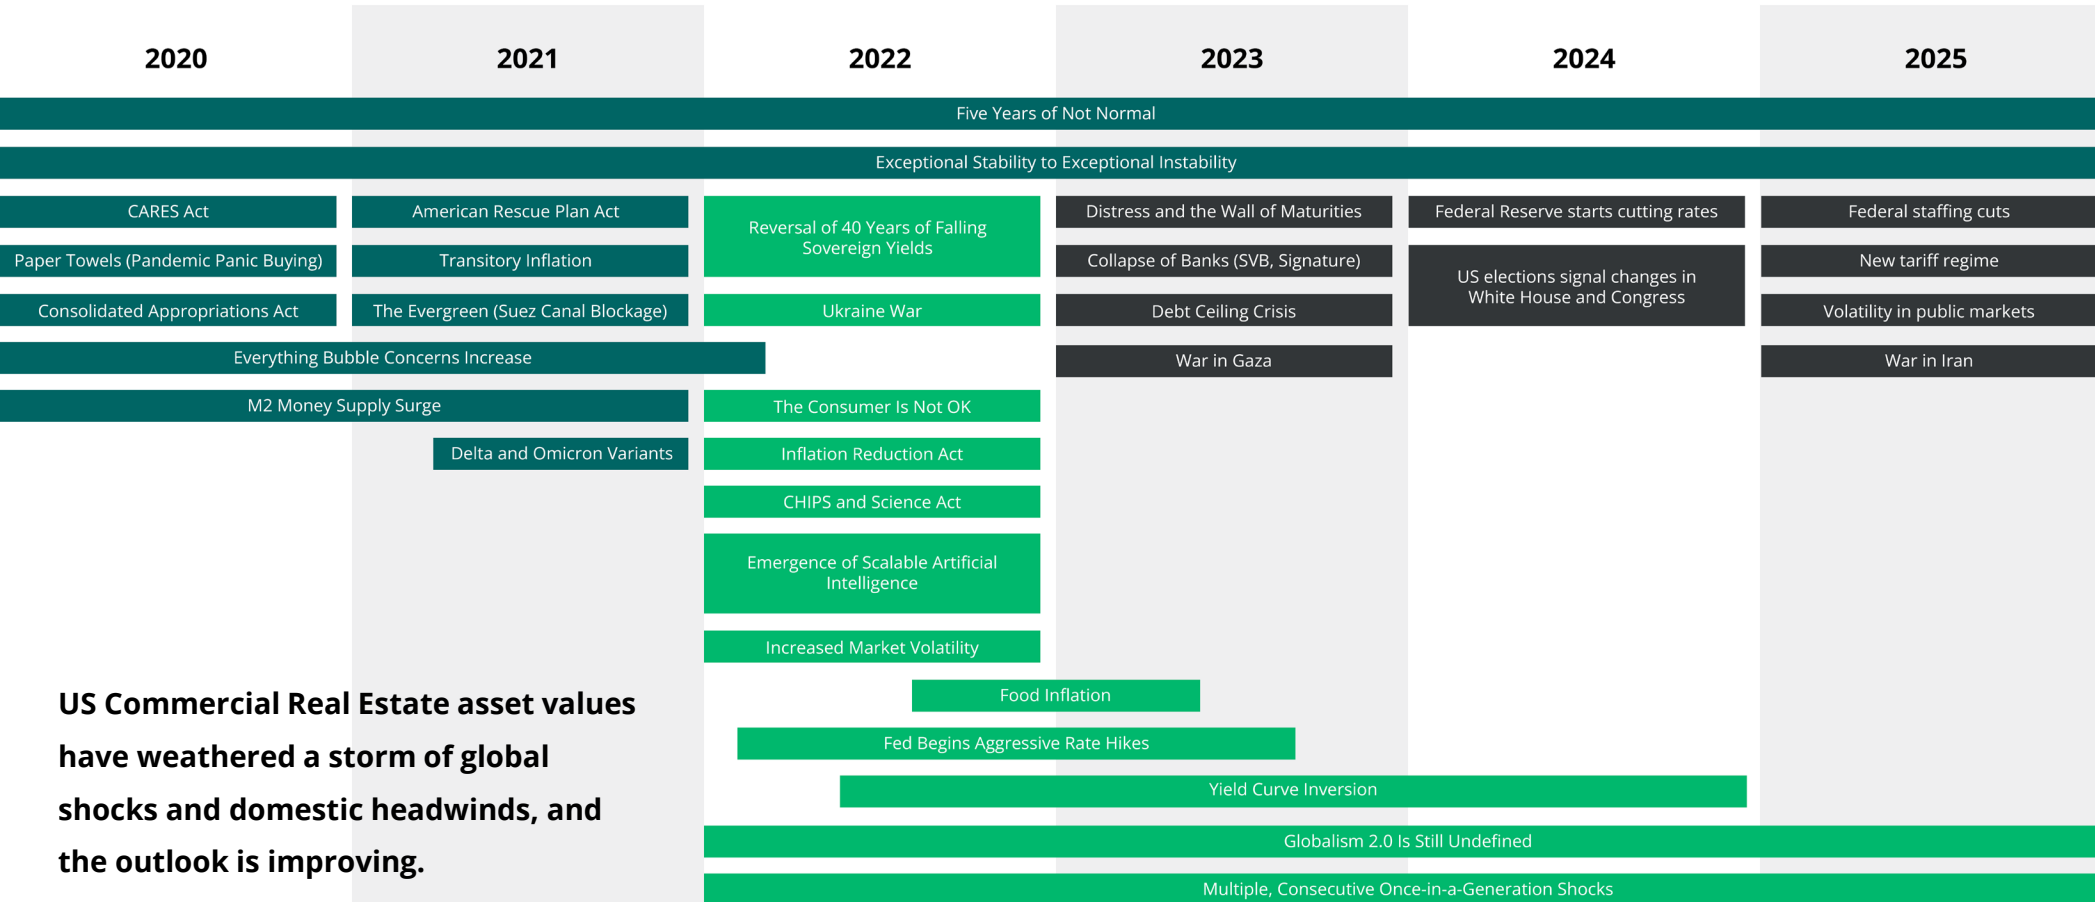 2020 2021 2022 2023 2024 2025
Five Years of Not Normal
Exceptional Stability to Exceptional Instability
CARES Act
American Rescue Plan Act
Reversal of 40 Years of Falling
Sovereign Yields
Distress and the Wall of Maturities
Federal Reserve starts cutting rates
Federal staffing cuts
Paper Towels (Pandemic Panic Buying)
Transitory Inflation
Collapse of Banks (SVB, Signature)
US elections signal changes in
White House and Congress
New tariff regime
Consolidated Appropriations Act
The Evergreen (Suez Canal Blockage)
Ukraine War
Debt Ceiling Crisis
Volatility in public markets
Everything Bubble Concerns Increase
War in Gaza
War in Iran
M2 Money Supply Surge
The Consumer Is Not OK
Delta and Omicron Variants
Inflation Reduction Act
CHIPS and Science Act
Emergence of Scalable Artificial
Intelligence
Increased Market Volatility
Food Inflation
Fed Begins Aggressive Rate Hikes
Yield Curve Inversion
Globalism 2.0 Is Still Undefined
Multiple, Consecutive Once-in-a-Generation Shocks
US Commercial Real Estate asset values
have weathered a storm of global
shocks and domestic headwinds, and
the outlook is improving.